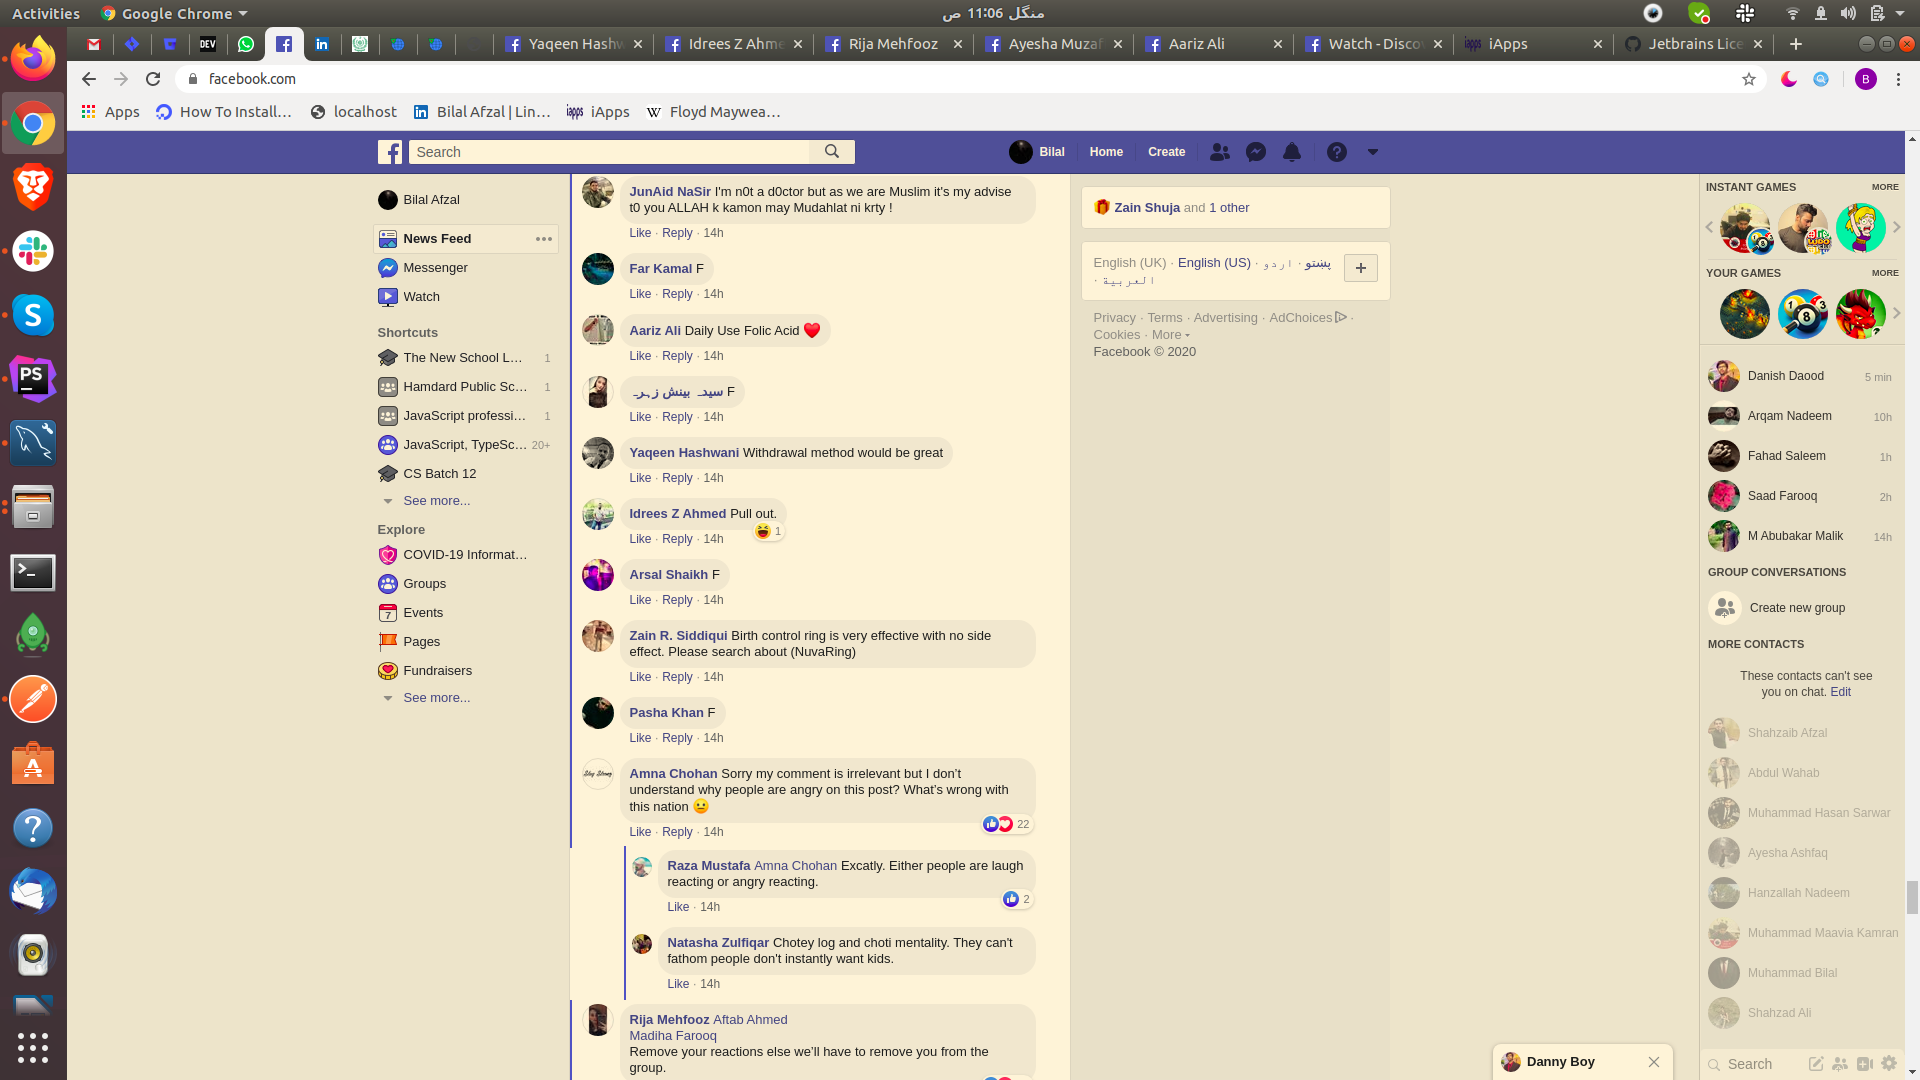 Activities
Google Chrome
منگل 11:06 ص
Yaqeen Hashw
Idrees Z Ahme
Rija Mehfooz
Ayesha Muzaf
Aariz Ali
Watch - Disco
iApps
Jetbrains Lice
facebook.com
B
Apps
How To Install...
localhost
Bilal Afzal | Lin...
iApps
Floyd Maywea...
Search
Bilal
Home
Create
Bilal Afzal
News Feed
Messenger
Watch
Shortcuts
The New School L... 1
Hamdard Public Sc... 1
JavaScript professi... 1
JavaScript, TypeSc... 20+
CS Batch 12
See more...
Explore
COVID-19 Informat...
Groups
Events
Pages
Fundraisers
See more...
JunAid NaSir I'm n0t a d0ctor but as we are Muslim it's my advise
t0 you ALLAH k kamon may Mudahlat ni krty !
Like · Reply · 14h
Far Kamal F
Like · Reply · 14h
Aariz Ali Daily Use Folic Acid ♥️
Like · Reply · 14h
سیدہ بینش زہرہ F
Like · Reply · 14h
Yaqeen Hashwani Withdrawal method would be great
Like · Reply · 14h
Idrees Z Ahmed Pull out.
1
Like · Reply · 14h
Arsal Shaikh F
Like · Reply · 14h
Zain R. Siddiqui Birth control ring is very effective with no side
effect. Please search about (NuvaRing)
Like · Reply · 14h
Pasha Khan F
Like · Reply · 14h
Amna Chohan Sorry my comment is irrelevant but I don’t
understand why people are angry on this post? What’s wrong with
this nation 😐
22
Like · Reply · 14h
Raza Mustafa Amna Chohan Excatly. Either people are laugh
reacting or angry reacting.
2
Like · 14h
Natasha Zulfiqar Chotey log and choti mentality. They can't
fathom people don't instantly want kids.
Like · 14h
Rija Mehfooz Aftab Ahmed
Madiha Farooq
Remove your reactions else we’ll have to remove you from the
group.
Zain Shuja and 1 other
English (UK) · English (US) · اردو · پښتو
· العربية
Privacy · Terms · Advertising · AdChoices ·
Cookies · More
Facebook © 2020
INSTANT GAMES MORE
YOUR GAMES MORE
Danish Daood 5 min
Arqam Nadeem 10h
Fahad Saleem 1h
Saad Farooq 2h
M Abubakar Malik 14h
GROUP CONVERSATIONS
Create new group
MORE CONTACTS
These contacts can't see
you on chat. Edit
Shahzaib Afzal
Abdul Wahab
Muhammad Hasan Sarwar
Ayesha Ashfaq
Hanzallah Nadeem
Muhammad Maavia Kamran
Muhammad Bilal
Shahzad Ali
Danny Boy
Search